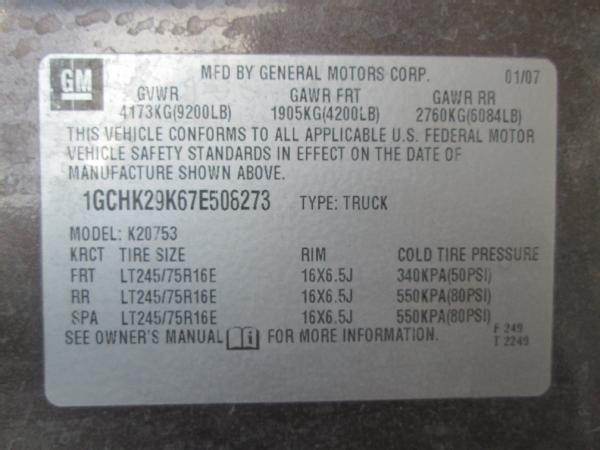 GM
MFD BY GENERAL MOTORS CORP. 01/07
GVWR GAWR FRT GAWR RR
4173KG(9200LB) 1905KG(4200LB) 2760KG(6084LB)
THIS VEHICLE CONFORMS TO ALL APPLICABLE U.S. FEDERAL MOTOR
VEHICLE SAFETY STANDARDS IN EFFECT ON THE DATE OF
MANUFACTURE SHOWN ABOVE.
1GCHK29K67E506273 TYPE: TRUCK
MODEL: K20753
KRCT TIRE SIZE RIM COLD TIRE PRESSURE
FRT LT245/75R16E 16X6.5J 340KPA(50PSI)
RR LT245/75R16E 16X6.5J 550KPA(80PSI)
SPA LT245/75R16E 16X6.5J 550KPA(80PSI)
SEE OWNER'S MANUAL FOR MORE INFORMATION.
F 249
T 2249